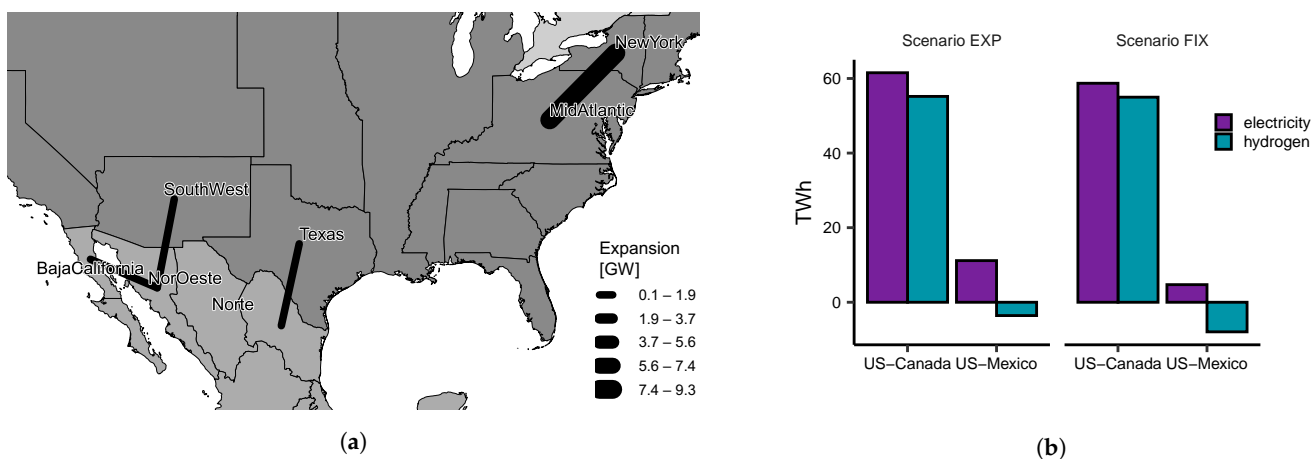 NewYork
MidAtlantic
SouthWest
Texas
BajaCalifornia
NorOeste
Norte
Expansion
[GW]
0.1 – 1.9
1.9 – 3.7
3.7 – 5.6
5.6 – 7.4
7.4 – 9.3
(a)
Scenario EXP
Scenario FIX
60
40
20
0
TWh
US−Canada US−Mexico
US−Canada US−Mexico
electricity
hydrogen
(b)